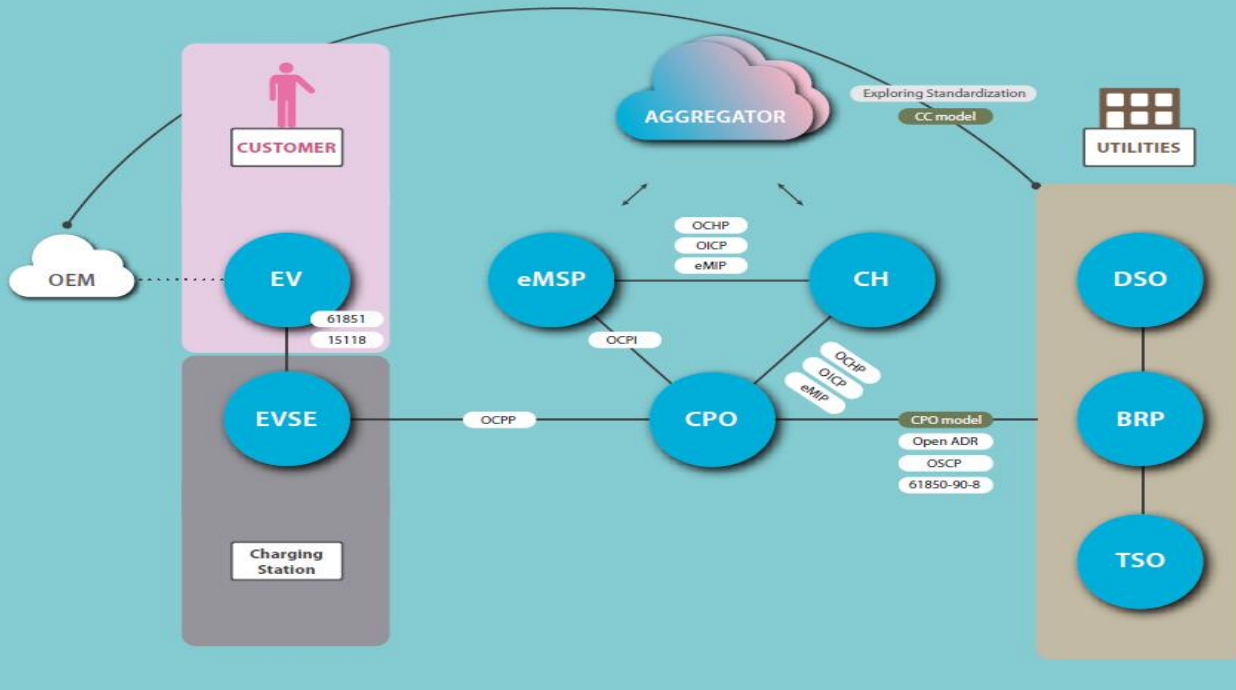 Exploring Standardization
CC model
AGGREGATOR
CUSTOMER
UTILITIES
OEM
EV
61851
15118
eMSP
OCHP
OICP
eMIP
CH
DSO
OCPI
OCHP
OICP
eMIP
EVSE
OCPP
CPO
CPO model
Open ADR
OSCP
61850-90-8
BRP
Charging
Station
TSO